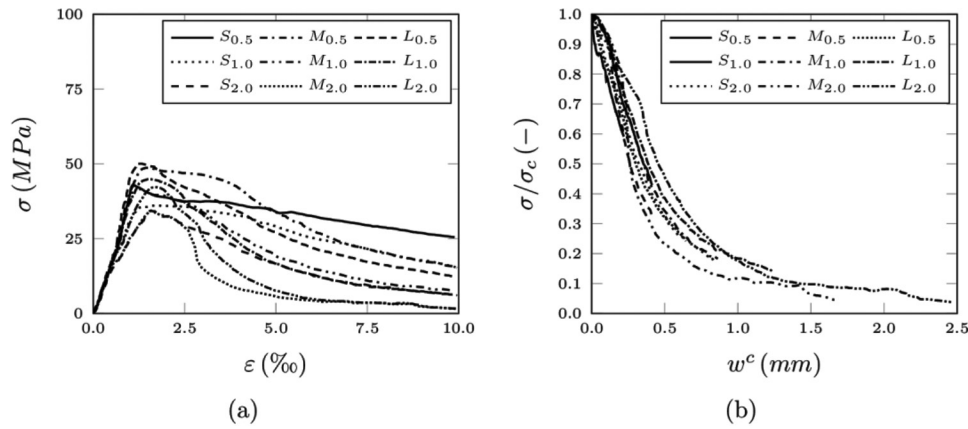 100
75
50
25
0
σ (MPa)
S0.5 M0.5 L0.5
S1.0 M1.0 L1.0
S2.0 M2.0 L2.0
0.0 2.5 5.0 7.5 10.0
ε (‰)
(a)
1.0
0.9
0.8
0.7
0.6
0.5
0.4
0.3
0.2
0.1
0.0
σ/σc (−)
S0.5 M0.5 L0.5
S1.0 M1.0 L1.0
S2.0 M2.0 L2.0
0.0 0.5 1.0 1.5 2.0 2.5
wc (mm)
(b)